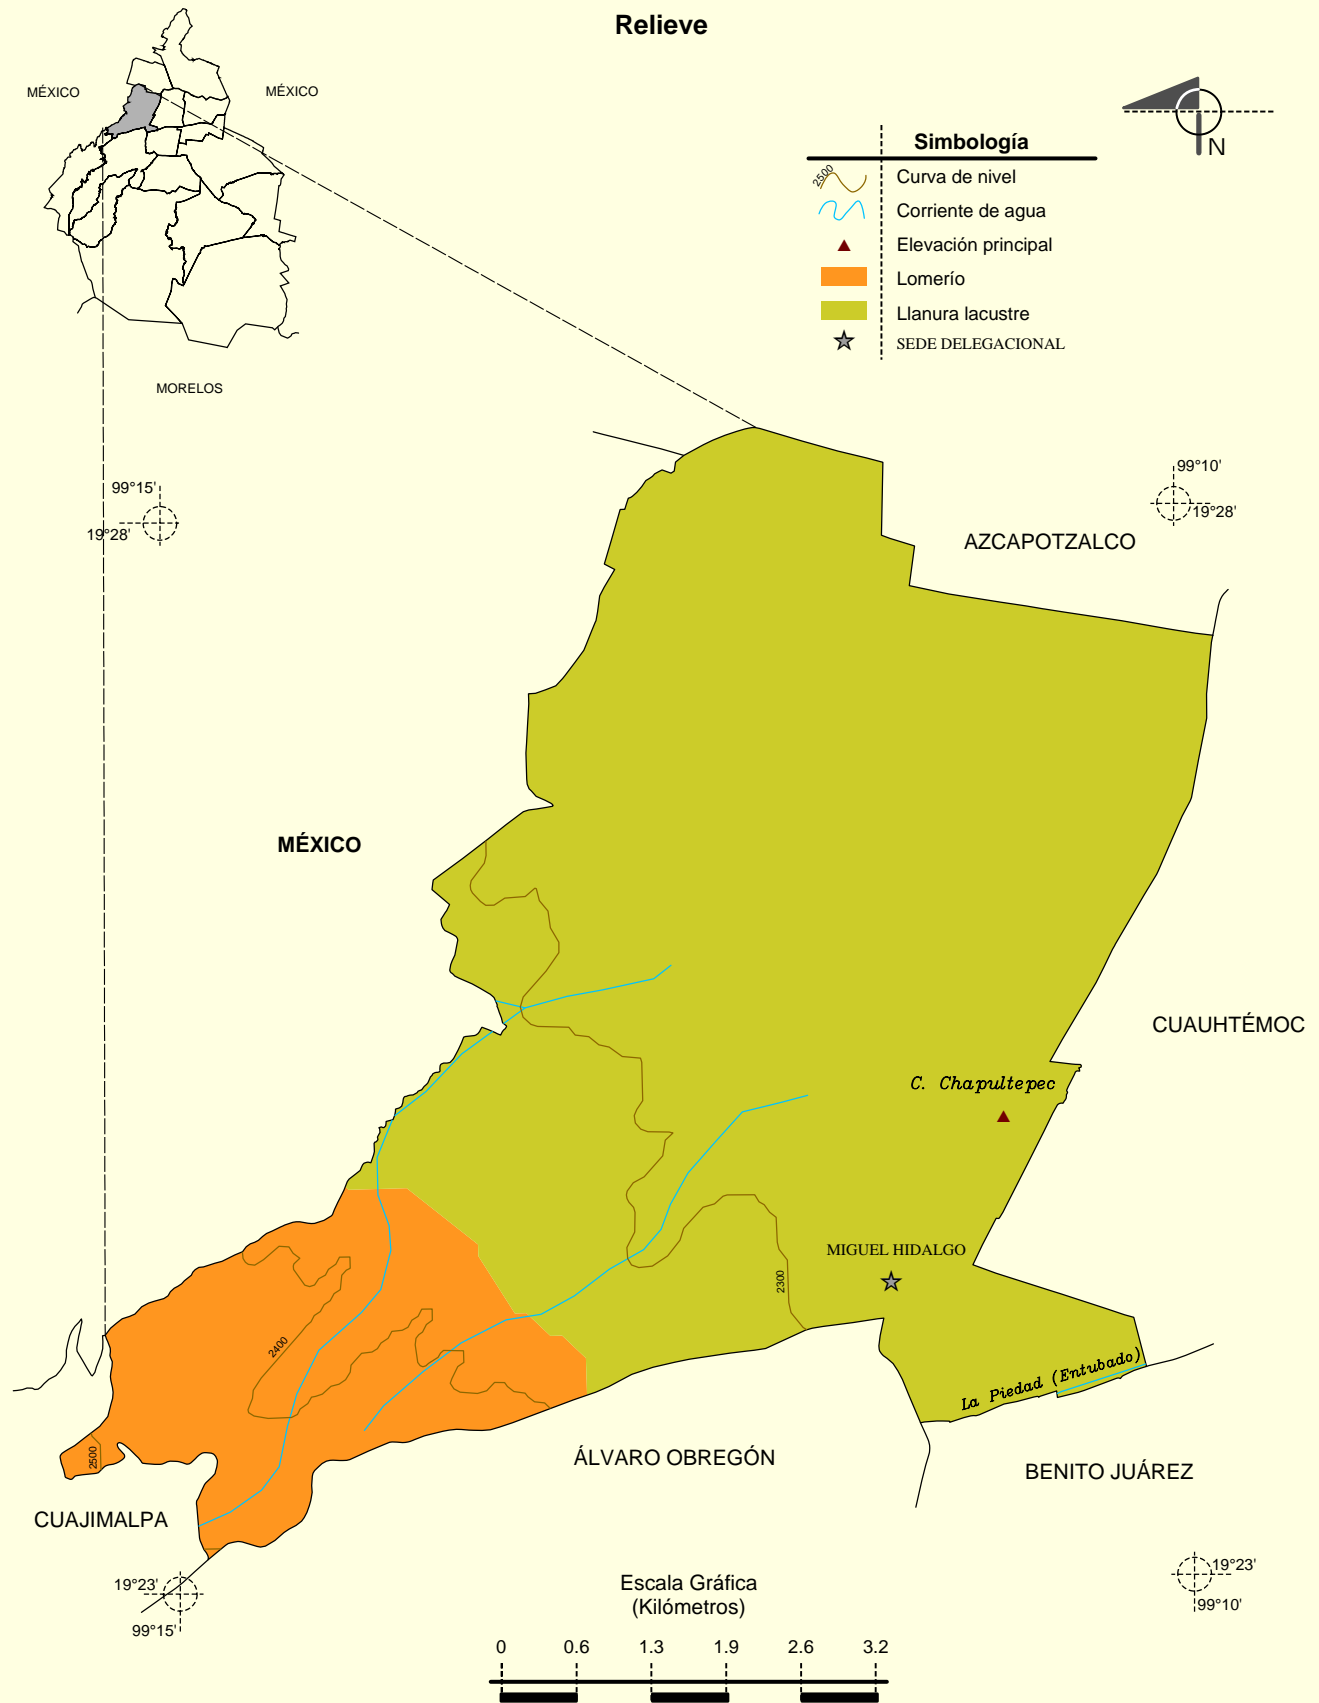 Relieve
MÉXICO
MÉXICO
MORELOS
N
Simbología
2500
Curva de nivel
Corriente de agua
Elevación principal
Lomerío
Llanura lacustre
SEDE DELEGACIONAL
99°15'
19°28'
99°10'
19°28'
AZCAPOTZALCO
MÉXICO
CUAUHTÉMOC
C. Chapultepec
MIGUEL HIDALGO
2300
2400
La Piedad (Entubado)
2500
ÁLVARO OBREGÓN
BENITO JUÁREZ
CUAJIMALPA
19°23'
99°15'
19°23'
99°10'
Escala Gráfica
(Kilómetros)
0 0.6 1.3 1.9 2.6 3.2